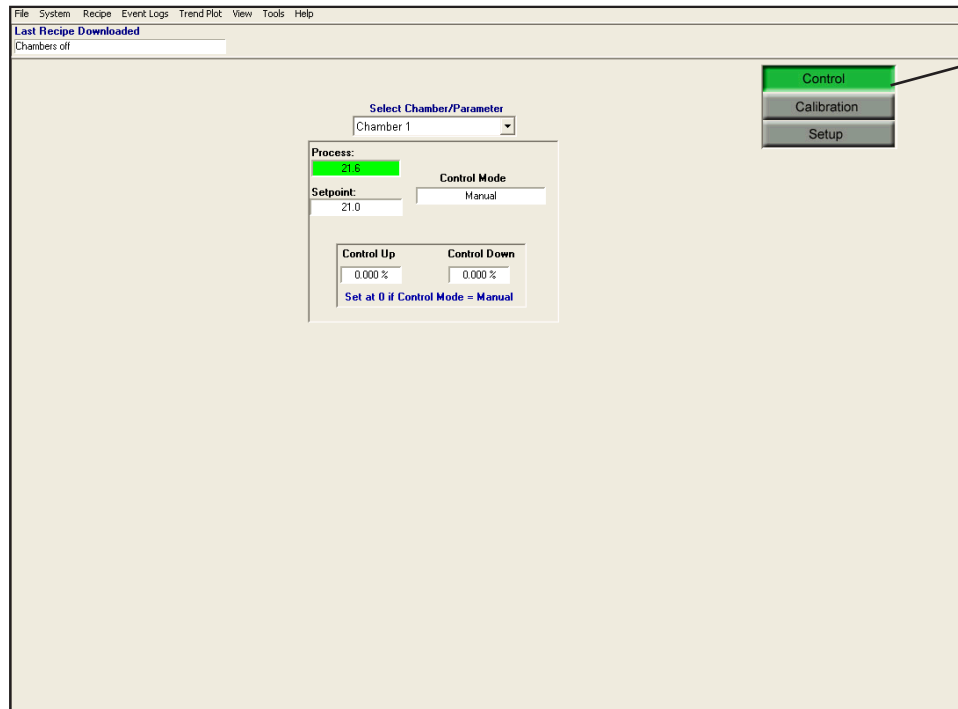 File System Recipe Event Logs Trend Plot View Tools Help
Last Recipe Downloaded
Chambers off
Control
Calibration
Setup
Select Chamber/Parameter
Chamber 1
Process:
21.6
Control Mode
Manual
Setpoint:
21.0
Control Up Control Down
0.000 % 0.000 %
Set at 0 if Control Mode = Manual